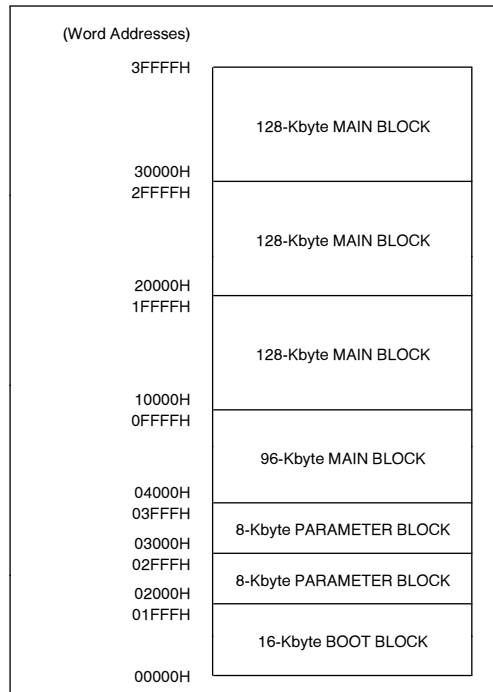 (Word Addresses)
3FFFFH
128-Kbyte MAIN BLOCK
30000H
2FFFFH
128-Kbyte MAIN BLOCK
20000H
1FFFFH
128-Kbyte MAIN BLOCK
10000H
0FFFFH
96-Kbyte MAIN BLOCK
04000H
03FFFH
8-Kbyte PARAMETER BLOCK
03000H
02FFFH
8-Kbyte PARAMETER BLOCK
02000H
01FFFH
16-Kbyte BOOT BLOCK
00000H